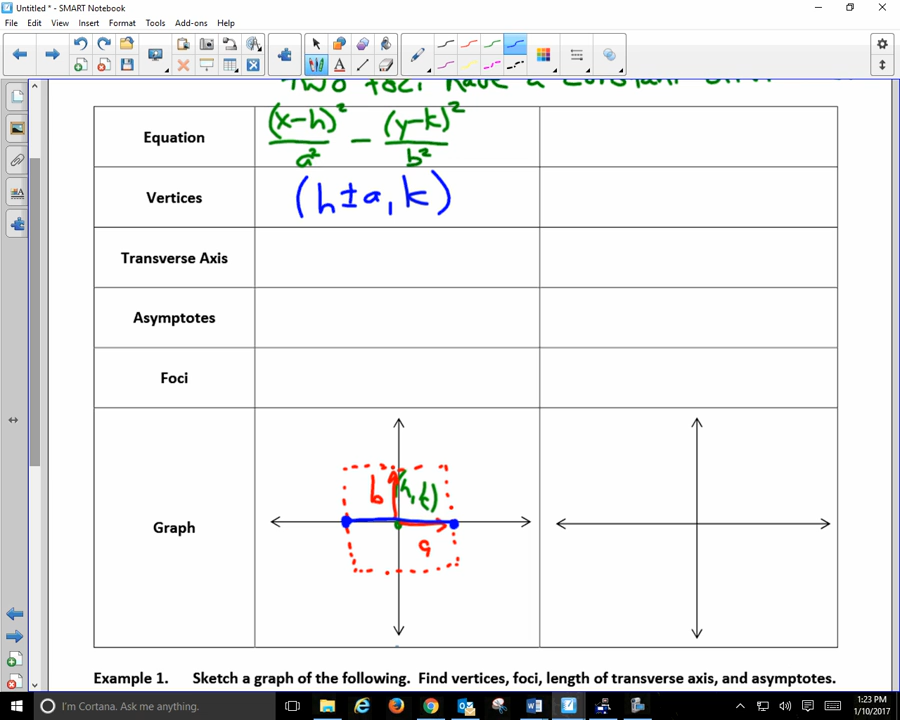 Untitled * - SMART Notebook
File Edit View Insert Format Tools Add-ons Help
Two foci have a constant
Equation (x-h)²/a² - (y-k)²/b²
Vertices (h±a, k)
Transverse Axis
Asymptotes
Foci
Graph
b (h,k)
a
Example 1. Sketch a graph of the following. Find vertices, foci, length of transverse axis, and asymptotes.
I'm Cortana. Ask me anything.
1:23 PM
1/10/2017